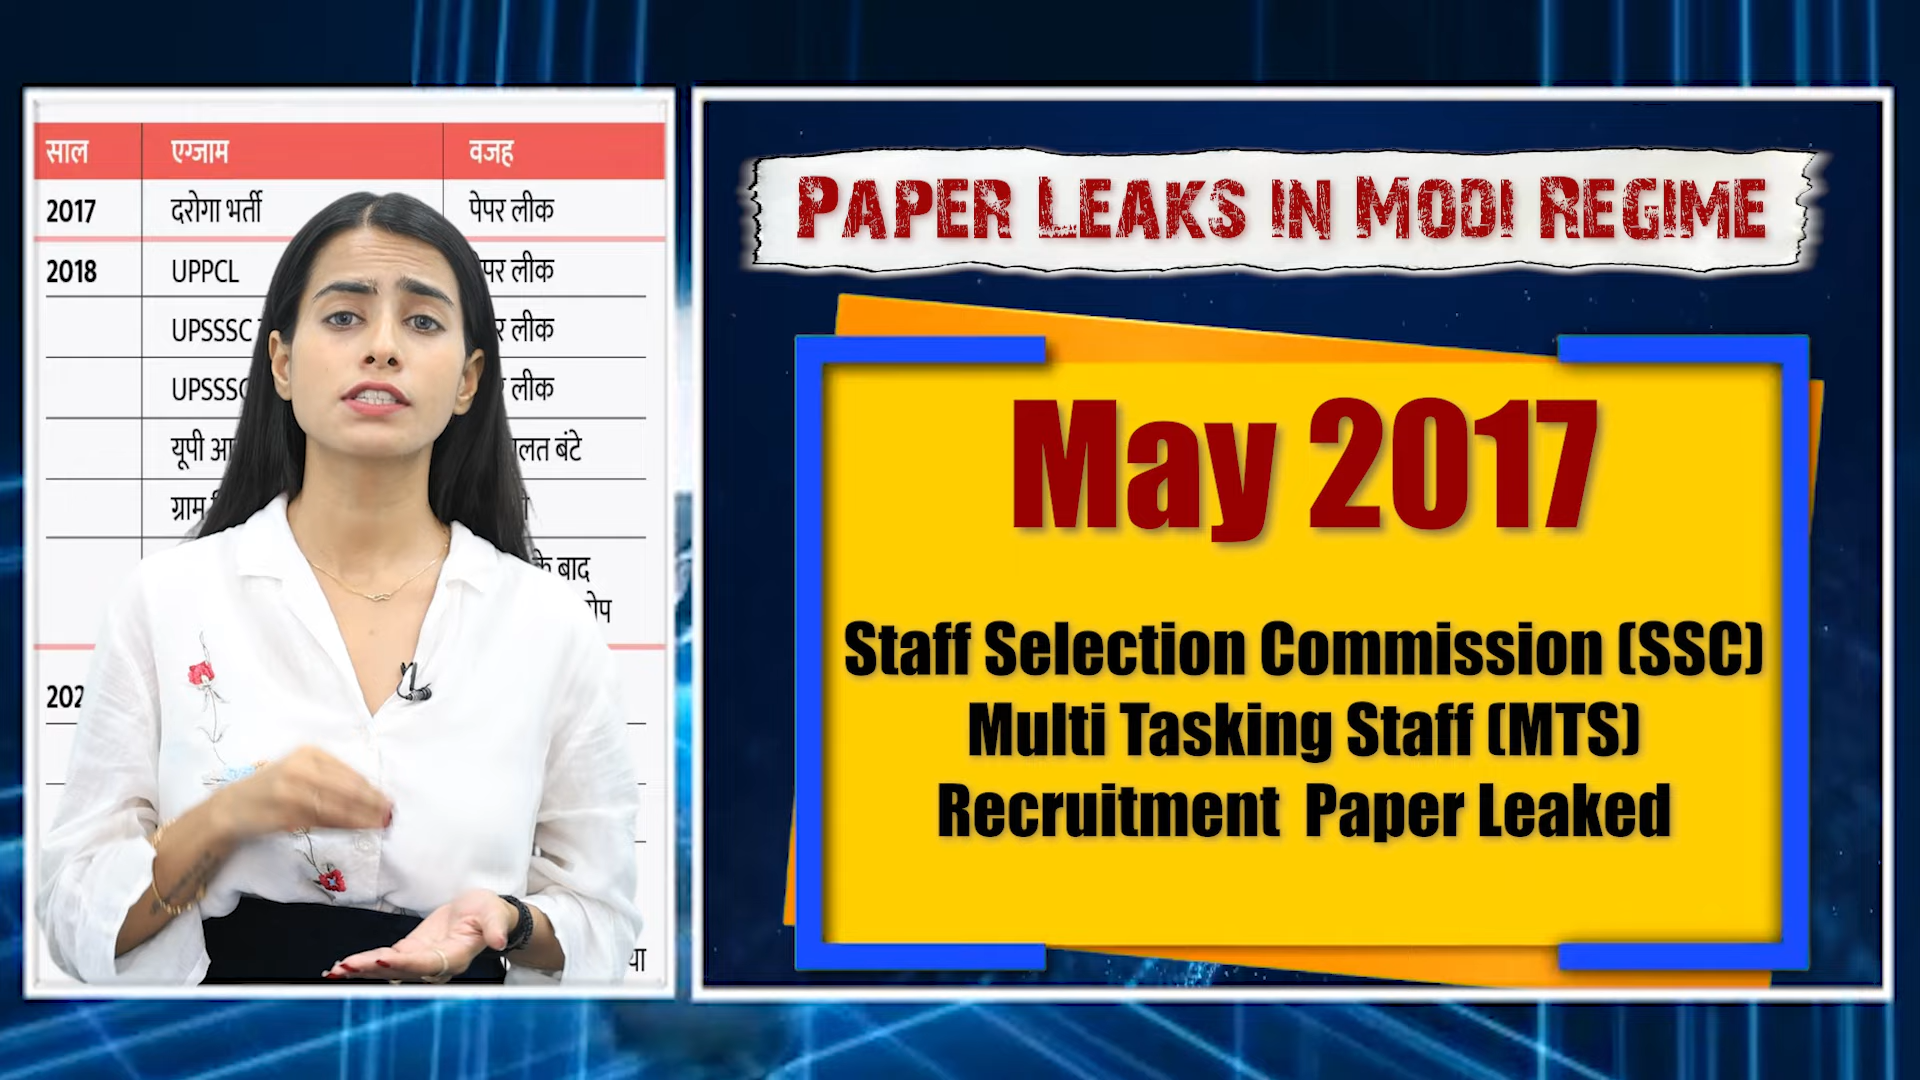 साल एग्जाम वजह
2017 दरोगा भर्ती पेपर लीक
2018 UPPCL लीक
UPSSSC लीक
लीक
यूपी बंटे
ग्राम
के बाद
PAPER LEAKS IN MODI REGIME
May 2017
Staff Selection Commission (SSC)
Multi Tasking Staff (MTS)
Recruitment Paper Leaked